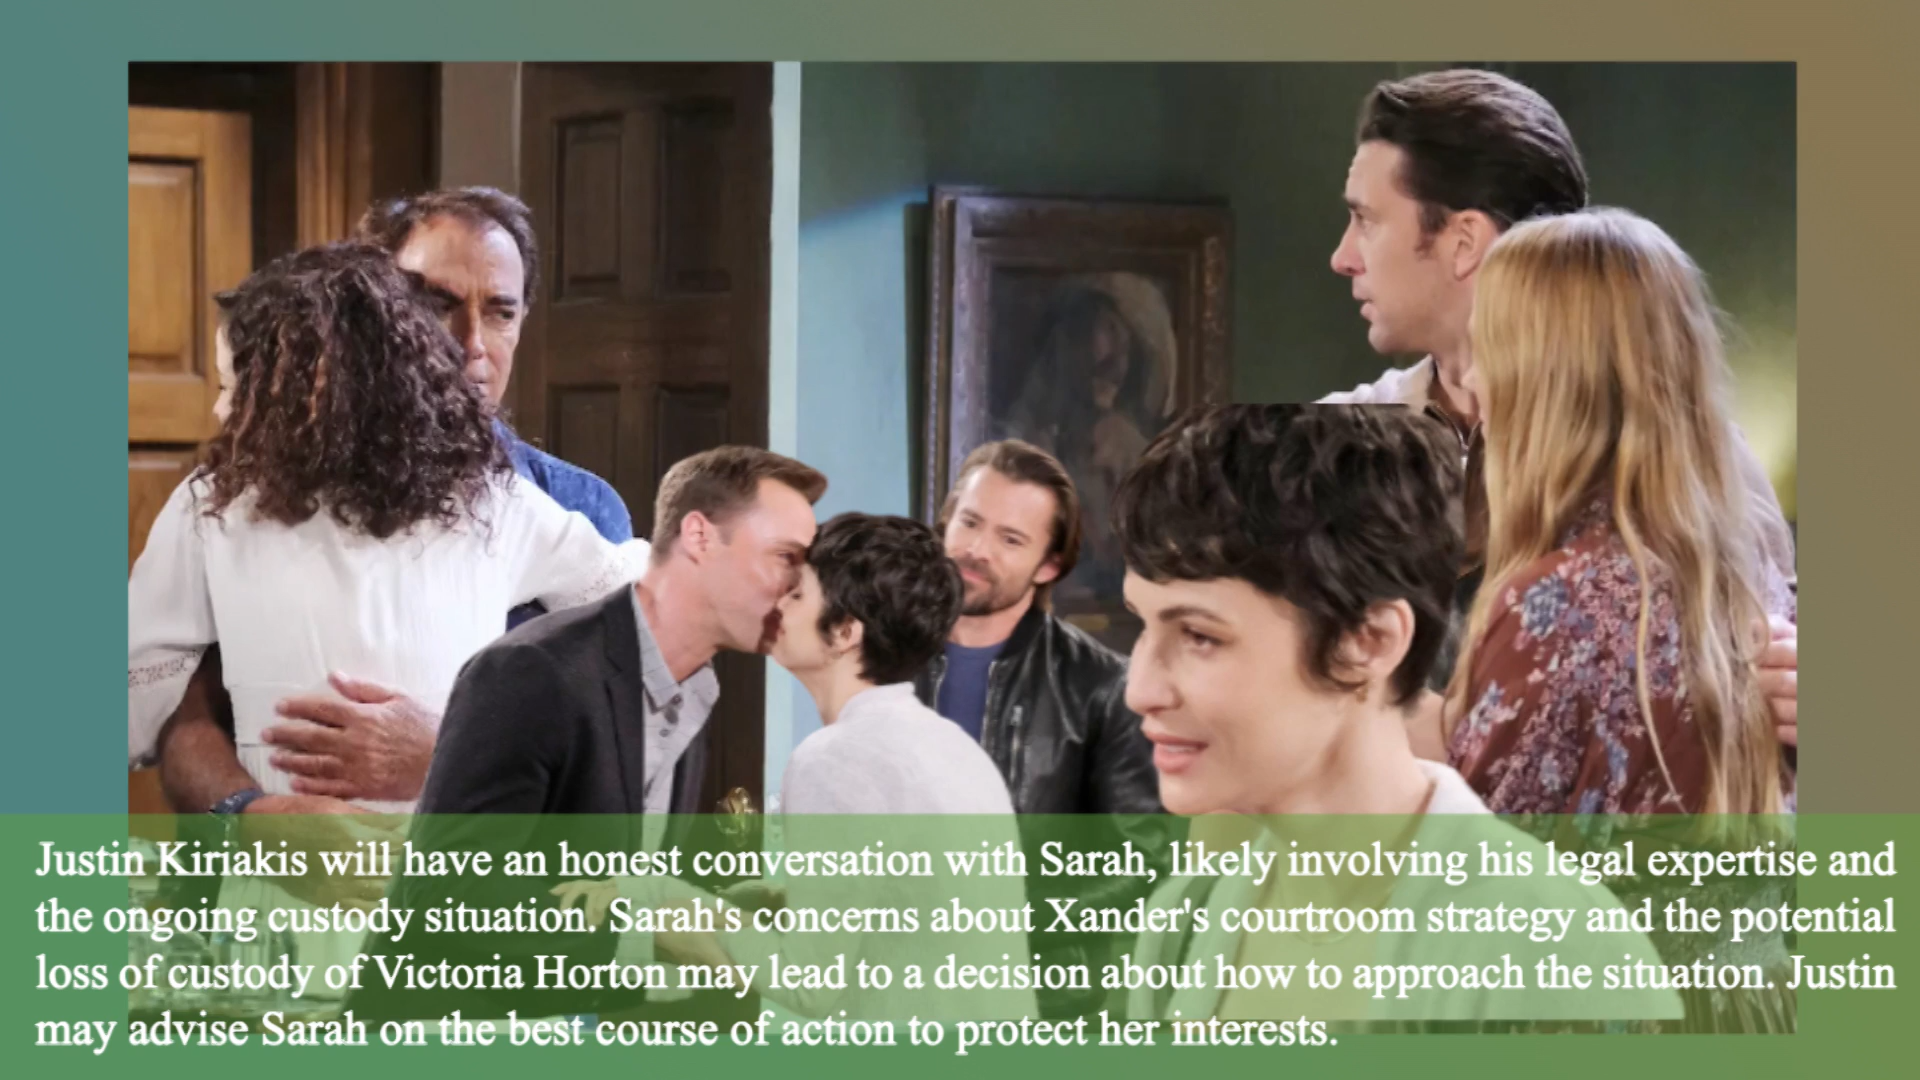 Justin Kiriakis will have an honest conversation with Sarah, likely involving his legal expertise and
the ongoing custody situation. Sarah's concerns about Xander's courtroom strategy and the potential
loss of custody of Victoria Horton may lead to a decision about how to approach the situation. Justin
may advise Sarah on the best course of action to protect her interests.